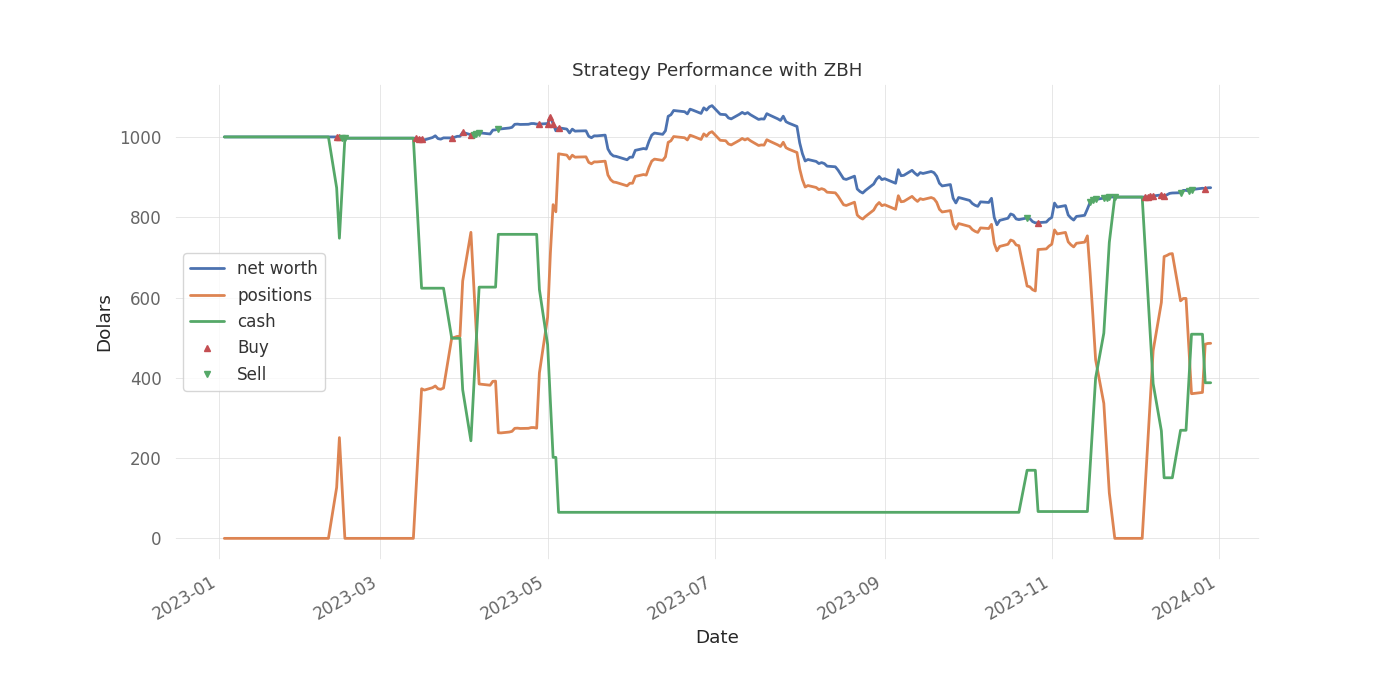 Strategy Performance with ZBH
Dolars
1000
800
600
400
200
0
net worth
positions
cash
Buy
Sell
2023-01
2023-03
2023-05
2023-07
2023-09
2023-11
2024-01
Date